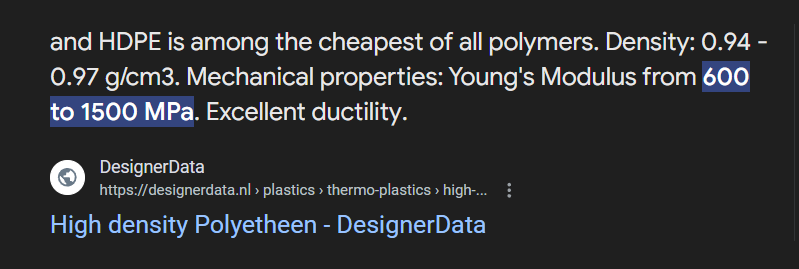 and HDPE is among the cheapest of all polymers. Density: 0.94 -
0.97 g/cm3. Mechanical properties: Young's Modulus from 600
to 1500 MPa. Excellent ductility.
DesignerData
https://designerdata.nl › plastics › thermo-plastics › high-...
High density Polyetheen - DesignerData